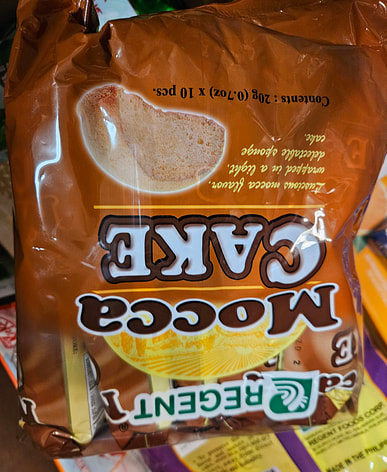 REGENT
Mocca
CAKE
Luscious mocca flavor,
wrapped in a light,
delectable sponge
cake.
Contents : 20g (0.7oz) x 10 pcs.
REGENT FOODS CORP.
MADE IN THE PHILIP